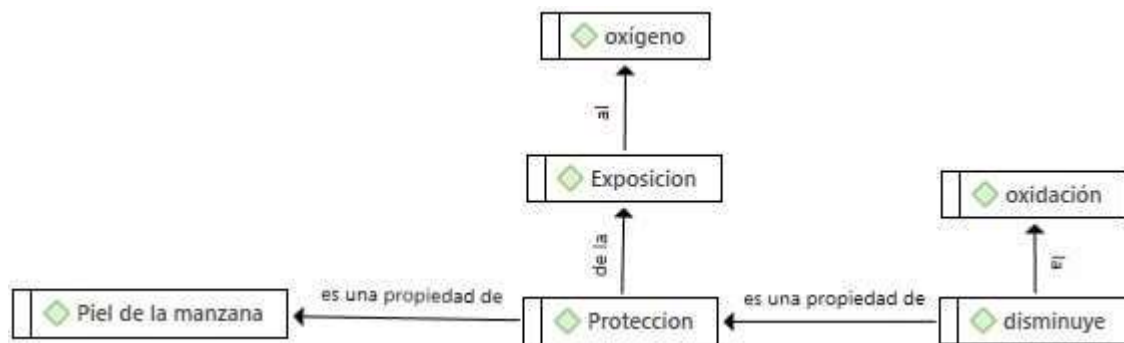 oxígeno
al
Exposicion
oxidación
de la
la
Piel de la manzana
es una propiedad de
Proteccion
es una propiedad de
disminuye